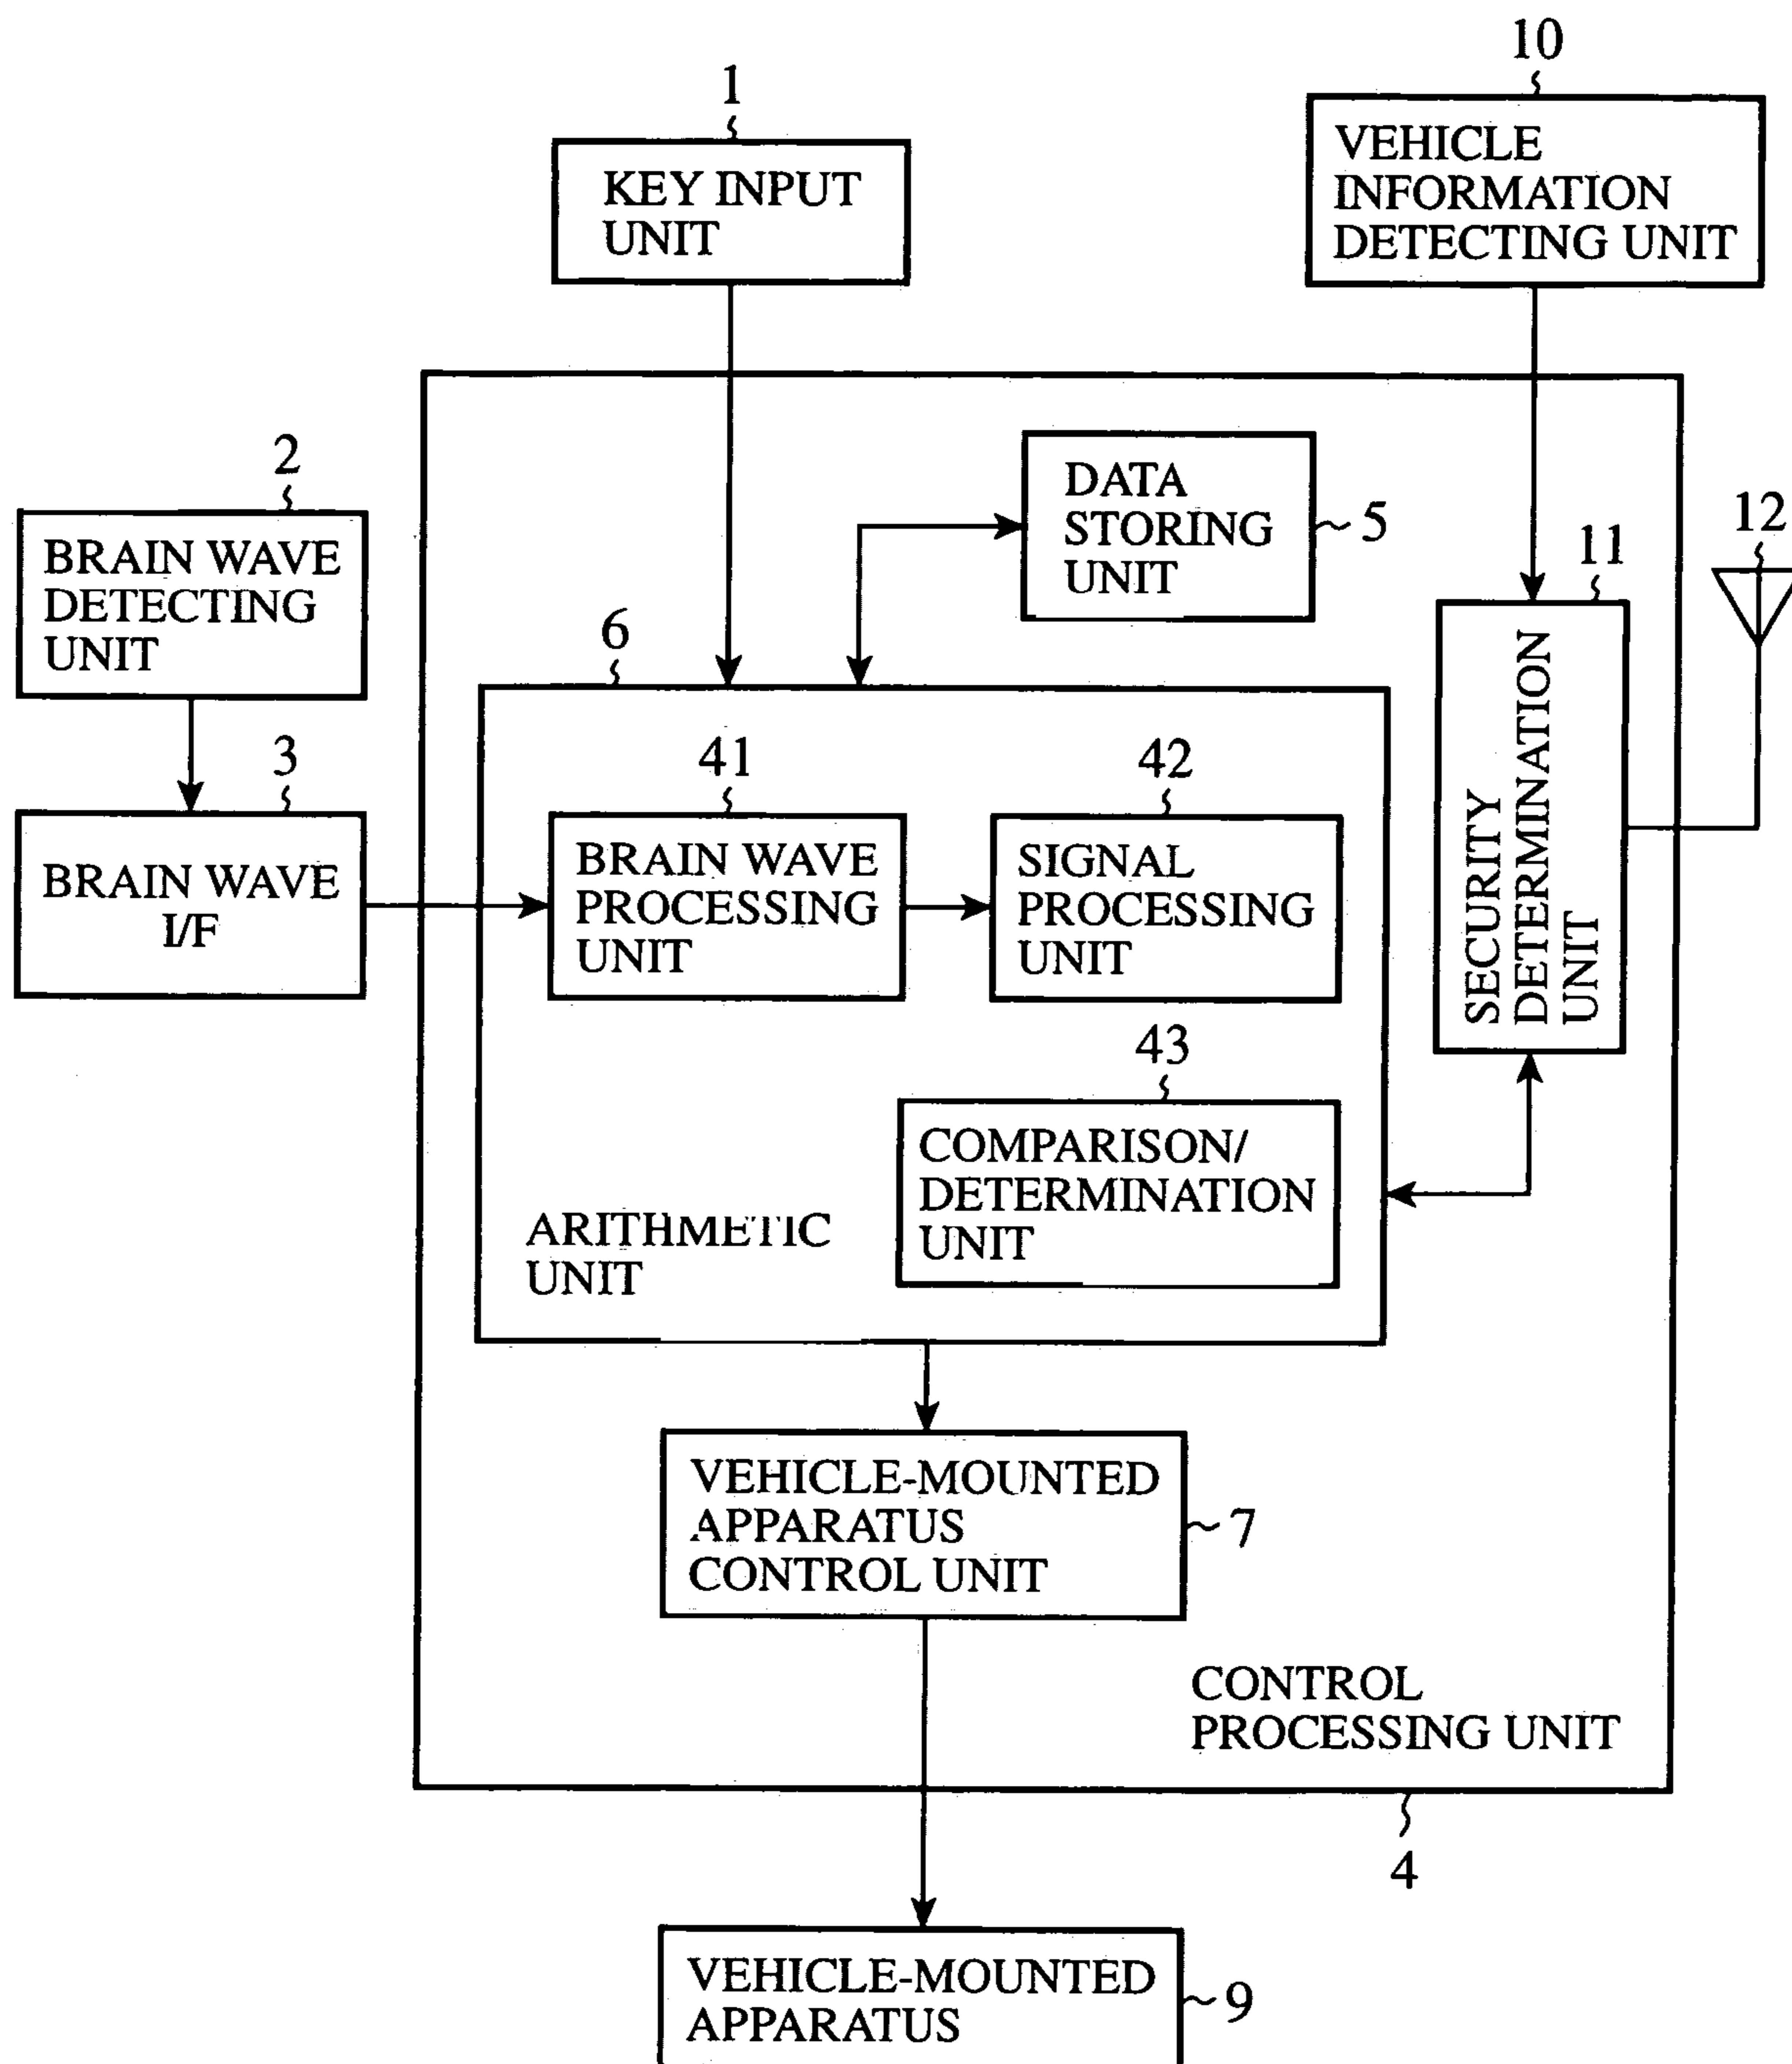 10
1
VEHICLE
INFORMATION
DETECTING UNIT
KEY INPUT
UNIT
2
DATA
STORING
UNIT
5
12
11
BRAIN WAVE
DETECTING
UNIT
6
SECURITY
DETERMINATION
UNIT
3
41
42
BRAIN WAVE
I/F
BRAIN WAVE
PROCESSING
UNIT
SIGNAL
PROCESSING
UNIT
43
COMPARISON/
DETERMINATION
UNIT
ARITHMETIC
UNIT
VEHICLE-MOUNTED
APPARATUS
CONTROL UNIT
7
CONTROL
PROCESSING UNIT
4
VEHICLE-MOUNTED
APPARATUS
9